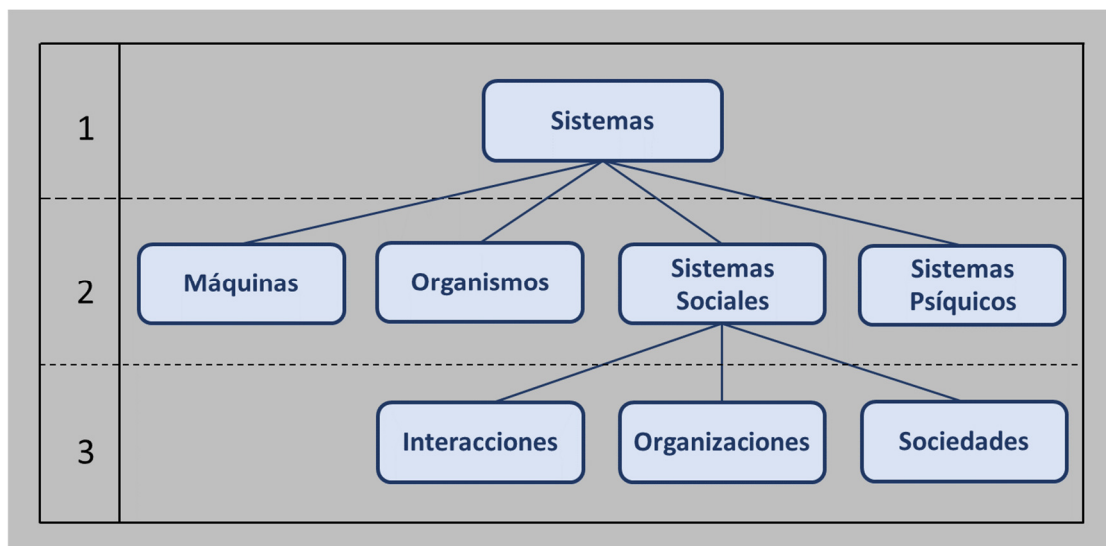 1
Sistemas
2
Máquinas
Organismos
Sistemas
Sociales
Sistemas
Psíquicos
3
Interacciones
Organizaciones
Sociedades